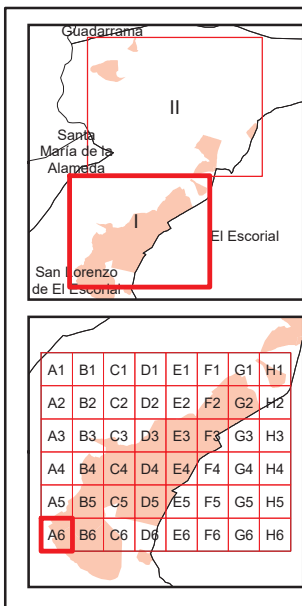 Guadarrama
II
Santa
María de la
Alameda
I
El Escorial
San Lorenzo
de El Escorial
A1 B1 C1 D1 E1 F1 G1 H1
A2 B2 C2 D2 E2 F2 G2 H2
A3 B3 C3 D3 E3 F3 G3 H3
A4 B4 C4 D4 E4 F4 G4 H4
A5 B5 C5 D5 E5 F5 G5 H5
A6 B6 C6 D6 E6 F6 G6 H6